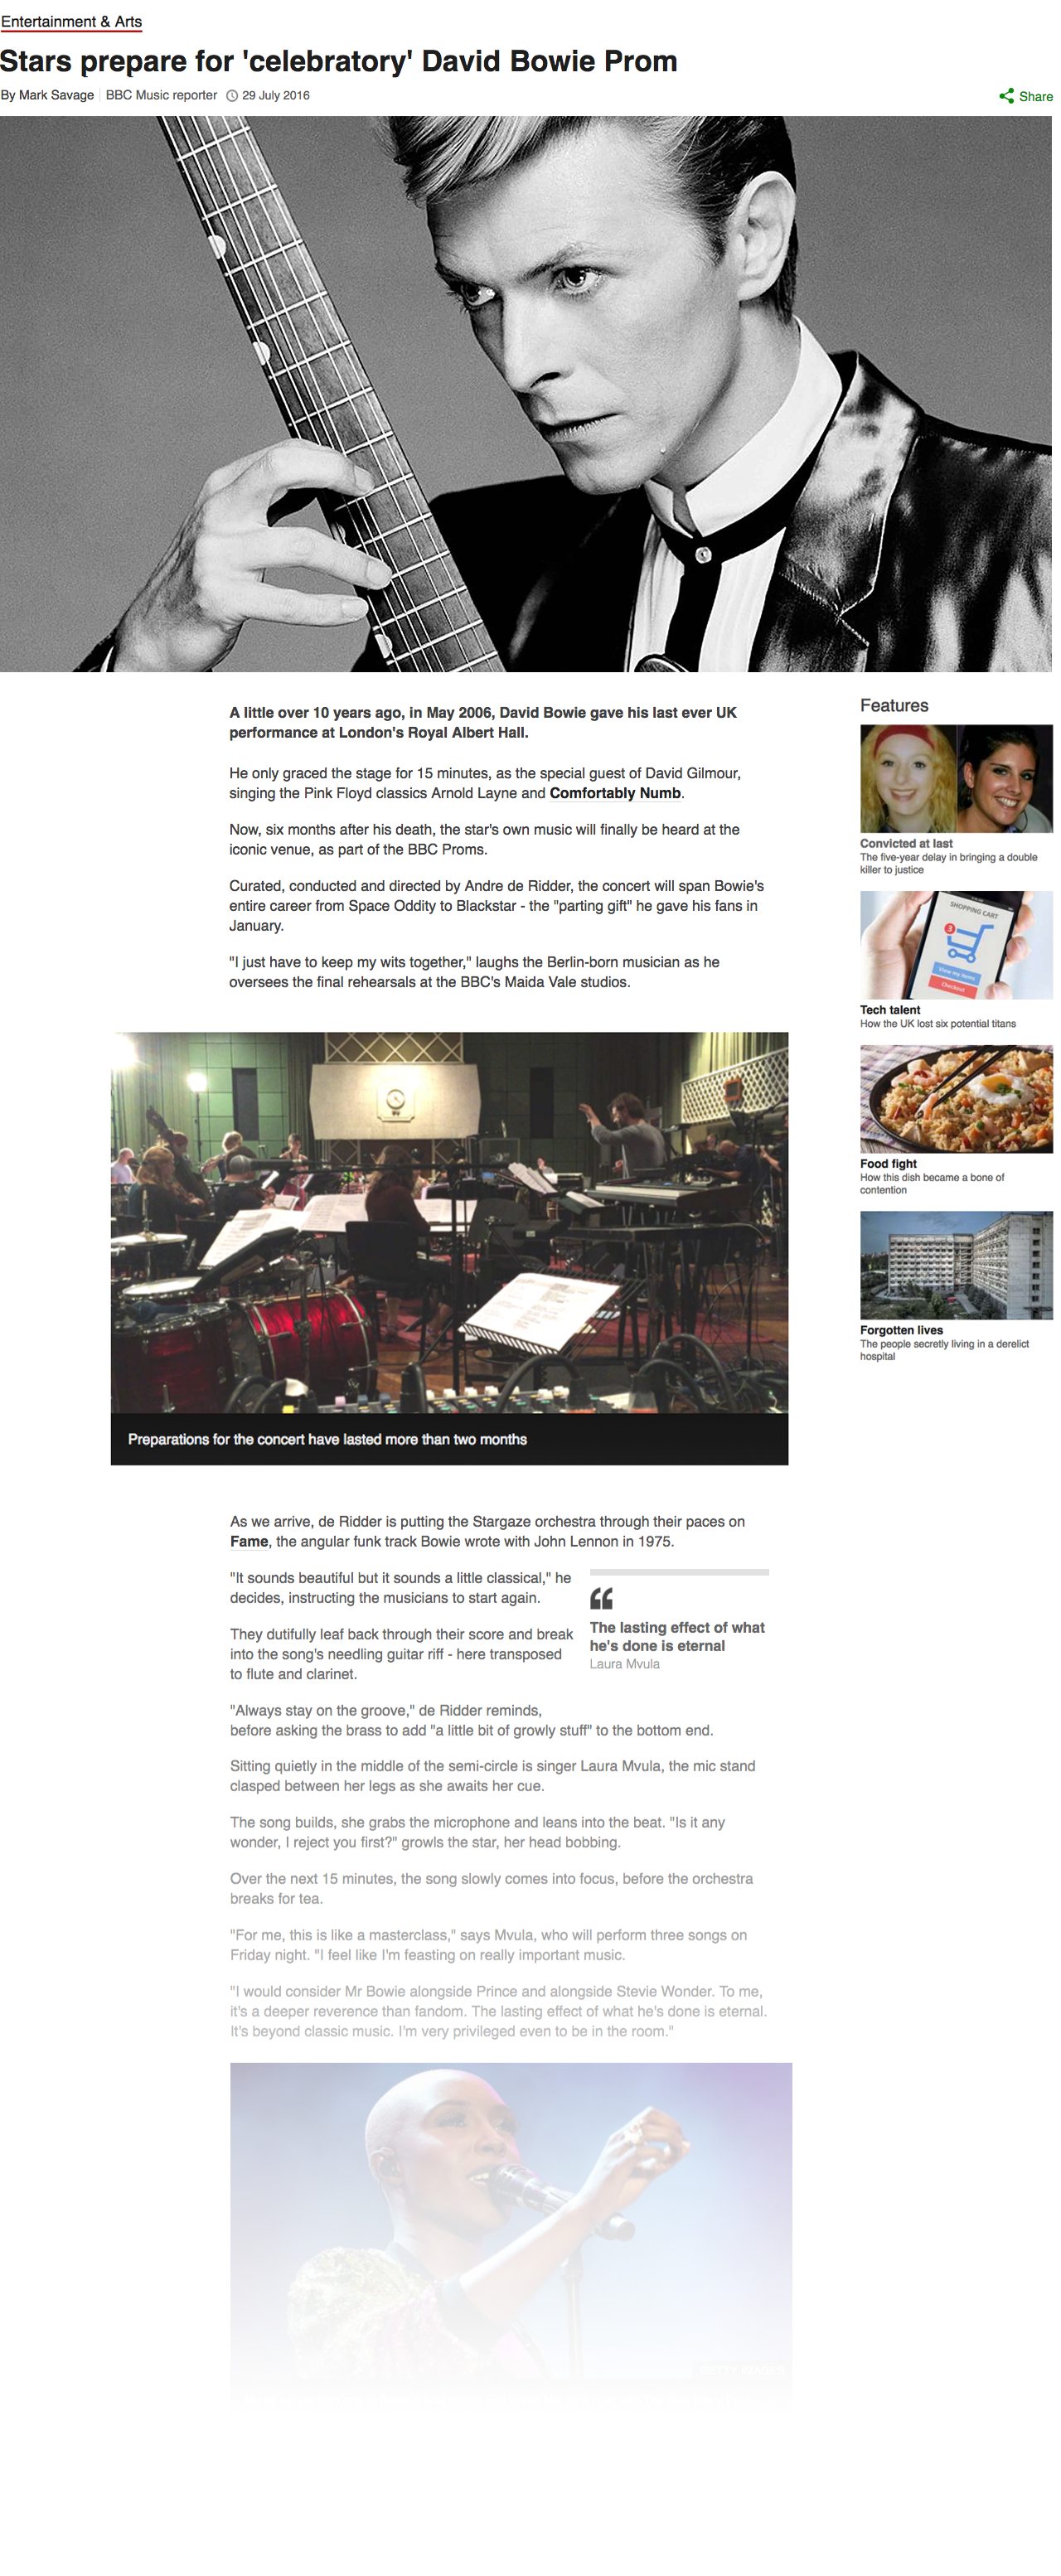 Entertainment & Arts
Stars prepare for 'celebratory' David Bowie Prom
By Mark Savage BBC Music reporter 29 July 2016
Share
A little over 10 years ago, in May 2006, David Bowie gave his last ever UK
performance at London's Royal Albert Hall.
He only graced the stage for 15 minutes, as the special guest of David Gilmour,
singing the Pink Floyd classics Arnold Layne and Comfortably Numb.
Now, six months after his death, the star's own music will finally be heard at the
iconic venue, as part of the BBC Proms.
Curated, conducted and directed by Andre de Ridder, the concert will span Bowie's
entire career from Space Oddity to Blackstar - the "parting gift" he gave his fans in
January.
"I just have to keep my wits together," laughs the Berlin-born musician as he
oversees the final rehearsals at the BBC's Maida Vale studios.
Features
Convicted at last
The five-year delay in bringing a double
killer to justice
SHOPPING CART
3
View my items
Checkout
Tech talent
How the UK lost six potential titans
Food fight
How this dish became a bone of
contention
Forgotten lives
The people secretly living in a derelict
hospital
Preparations for the concert have lasted more than two months
As we arrive, de Ridder is putting the Stargaze orchestra through their paces on
Fame, the angular funk track Bowie wrote with John Lennon in 1975.
"It sounds beautiful but it sounds a little classical," he
decides, instructing the musicians to start again.
They dutifully leaf back through their score and break
into the song's needling guitar riff - here transposed
to flute and clarinet.
The lasting effect of what
he's done is eternal
Laura Mvula
"Always stay on the groove," de Ridder reminds,
before asking the brass to add "a little bit of growly stuff" to the bottom end.
Sitting quietly in the middle of the semi-circle is singer Laura Mvula, the mic stand
clasped between her legs as she awaits her cue.
The song builds, she grabs the microphone and leans into the beat. "Is it any
wonder, I reject you first?" growls the star, her head bobbing.
Over the next 15 minutes, the song slowly comes into focus, before the orchestra
breaks for tea.
"For me, this is like a masterclass," says Mvula, who will perform three songs on
Friday night. "I feel like I'm feasting on really important music.
"I would consider Mr Bowie alongside Prince and alongside Stevie Wonder. To me,
it's a deeper reverence than fandom. The lasting effect of what he's done is eternal.
It's beyond classic music. I'm very privileged even to be in the room."